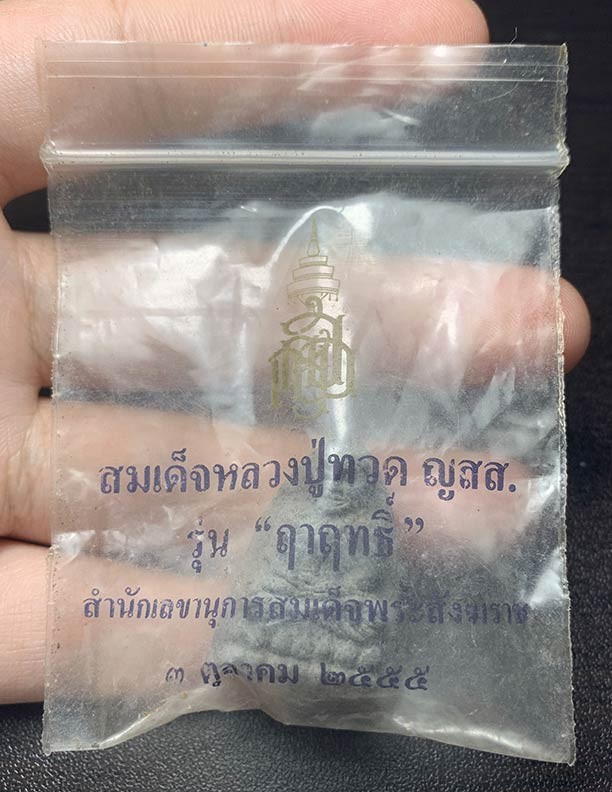 ญสส
สมเด็จหลวงปู่ทวด ญสส.
รุ่น “ฤาฤทธิ์”
สำนักเลขานุการสมเด็จพระสังฆราช
๓ ตุลาคม ๒๕๕๕